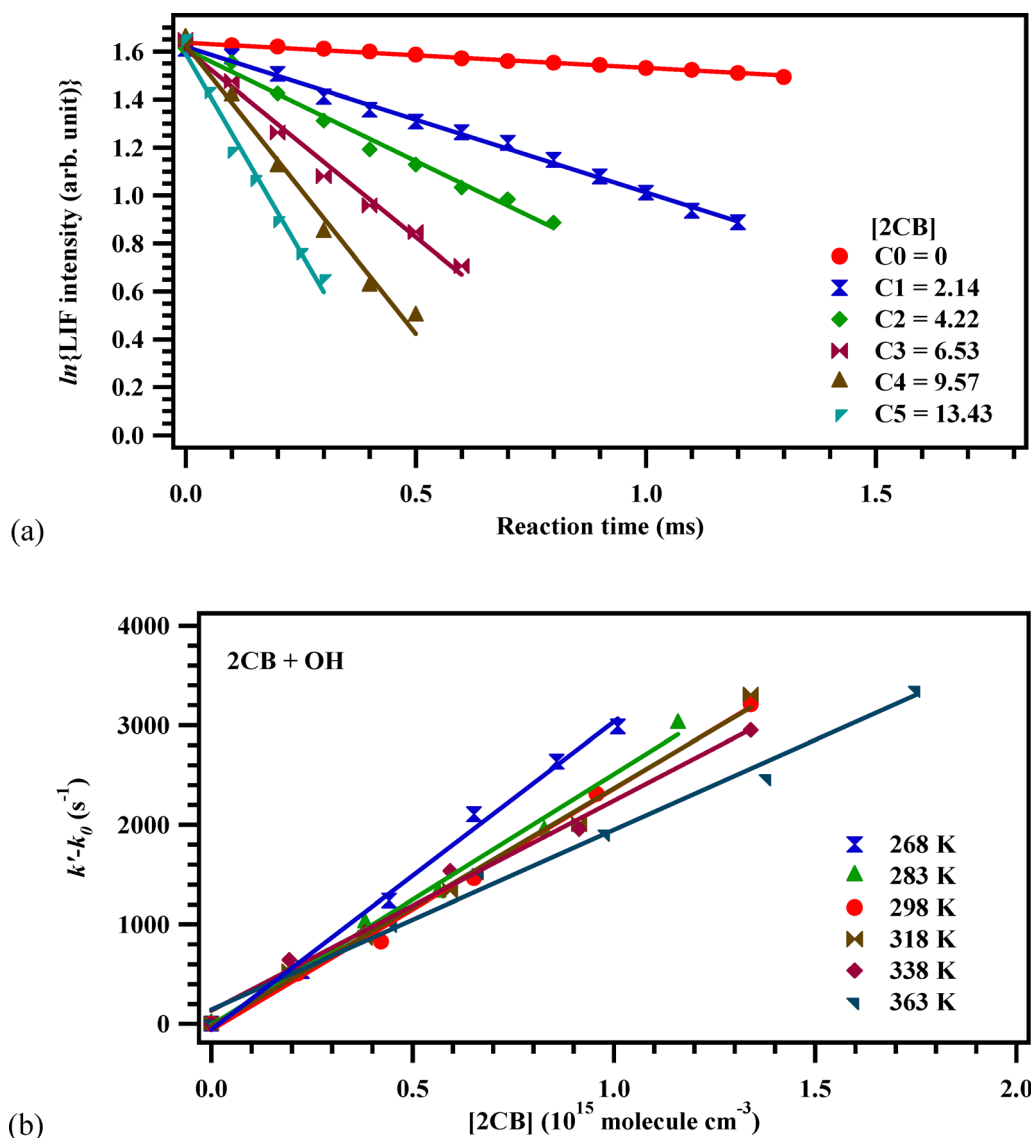 1.6
1.4
1.2
1.0
0.8
0.6
0.4
0.2
0.0
ln{LIF intensity (arb. unit)}
[2CB]
C0 = 0
C1 = 2.14
C2 = 4.22
C3 = 6.53
C4 = 9.57
C5 = 13.43
0.0 0.5 1.0 1.5
Reaction time (ms)
(a)
4000
3000
2000
1000
0
k'-k₀ (s⁻¹)
2CB + OH
268 K
283 K
298 K
318 K
338 K
363 K
0.0 0.5 1.0 1.5 2.0
[2CB] (10¹⁵ molecule cm⁻³)
(b)